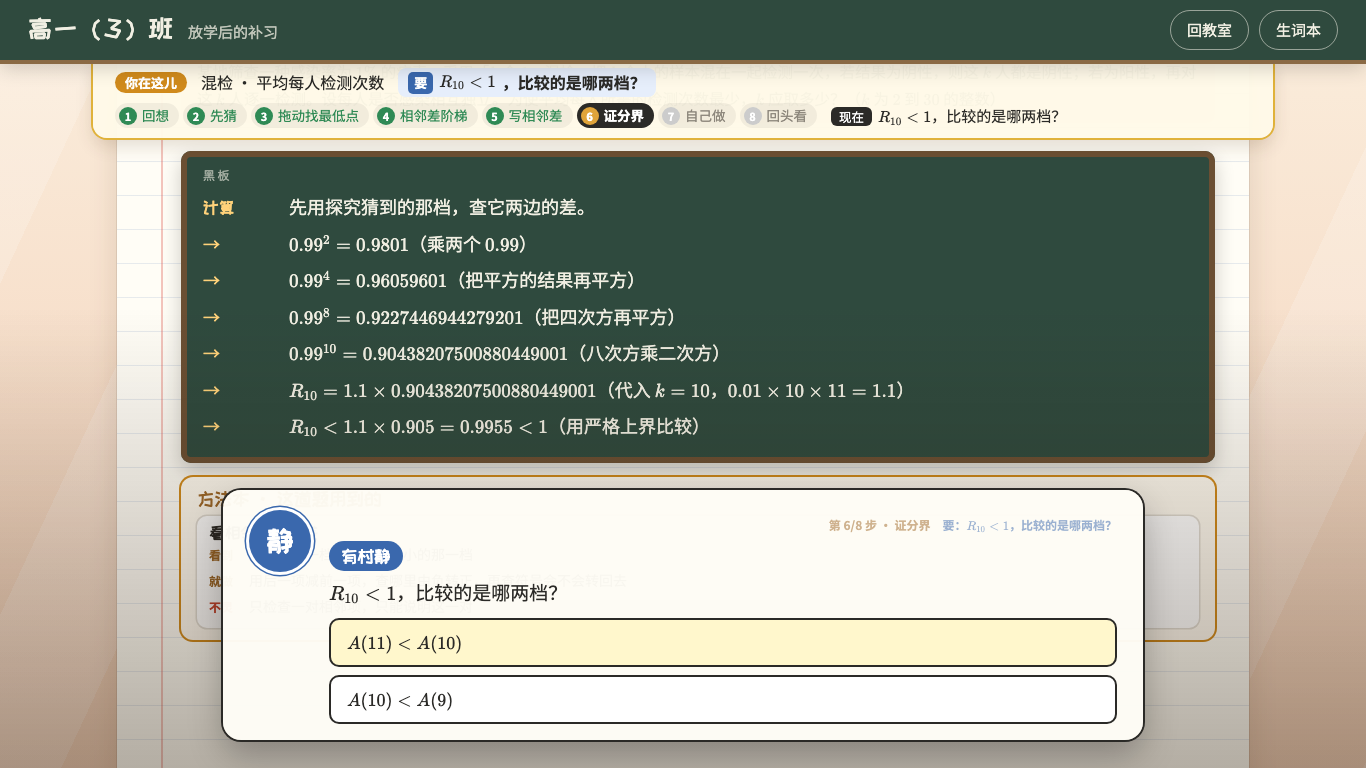 高一（3）班 放学后的补习 回教室 生词本
你在这儿 混检 · 平均每人检测次数 要 R₁₀ < 1 ，比较的是哪两档？
1 回想 2 先猜 3 拖动找最低点 4 相邻差阶梯 5 写相邻差 6 证分界 7 自己做 8 回头看 现在 R₁₀ < 1，比较的是哪两档？
黑板
计算 先用探究猜到的那档，查它两边的差。
→ 0.99² = 0.9801（乘两个 0.99）
→ 0.99⁴ = 0.96059601（把平方的结果再平方）
→ 0.99⁸ = 0.9227446944279201（把四次方再平方）
→ 0.99¹⁰ = 0.90438207500880449001（八次方乘二次方）
→ R₁₀ = 1.1 × 0.90438207500880449001（代入 k = 10，0.01 × 10 × 11 = 1.1）
→ R₁₀ < 1.1 × 0.905 = 0.9955 < 1（用严格上界比较）
第 6/8 步 · 证分界 要：R₁₀ < 1，比较的是哪两档？
静 有村静
R₁₀ < 1，比较的是哪两档？
A(11) < A(10)
A(10) < A(9)